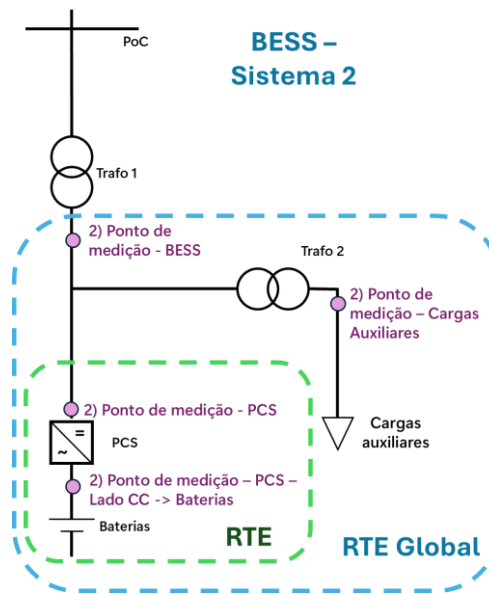 PoC
BESS –
Sistema 2
Trafo 1
2) Ponto de
medição - BESS
Trafo 2
2) Ponto de
medição – Cargas
Auxiliares
2) Ponto de medição - PCS
=
~
PCS
Cargas
auxiliares
2) Ponto de medição – PCS –
Lado CC -> Baterias
Baterias
RTE
RTE Global